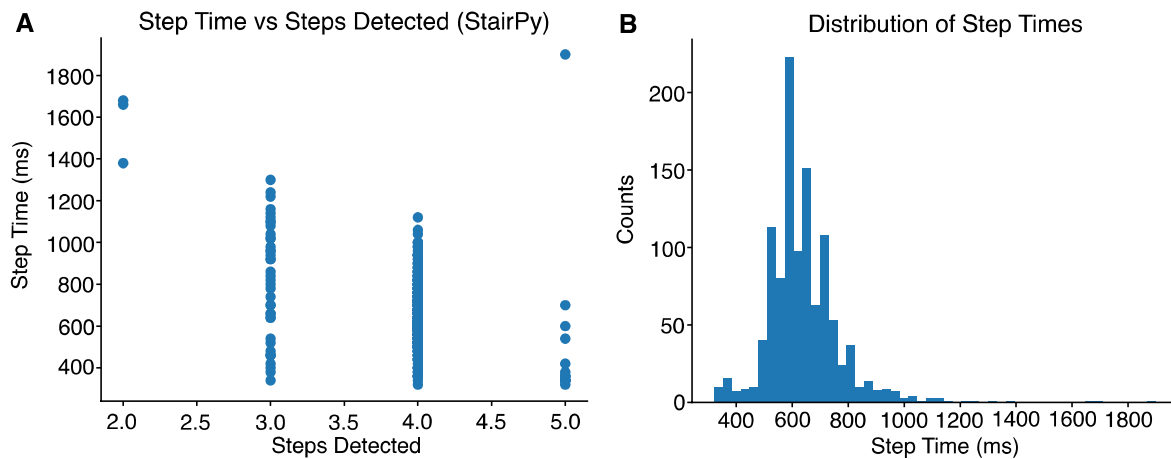 A
Step Time vs Steps Detected (StairPy)
Step Time (ms)
1800
1600
1400
1200
1000
800
600
400
2.0 2.5 3.0 3.5 4.0 4.5 5.0
Steps Detected
B
Distribution of Step Times
Counts
200
150
100
50
0
400 600 800 1000 1200 1400 1600 1800
Step Time (ms)